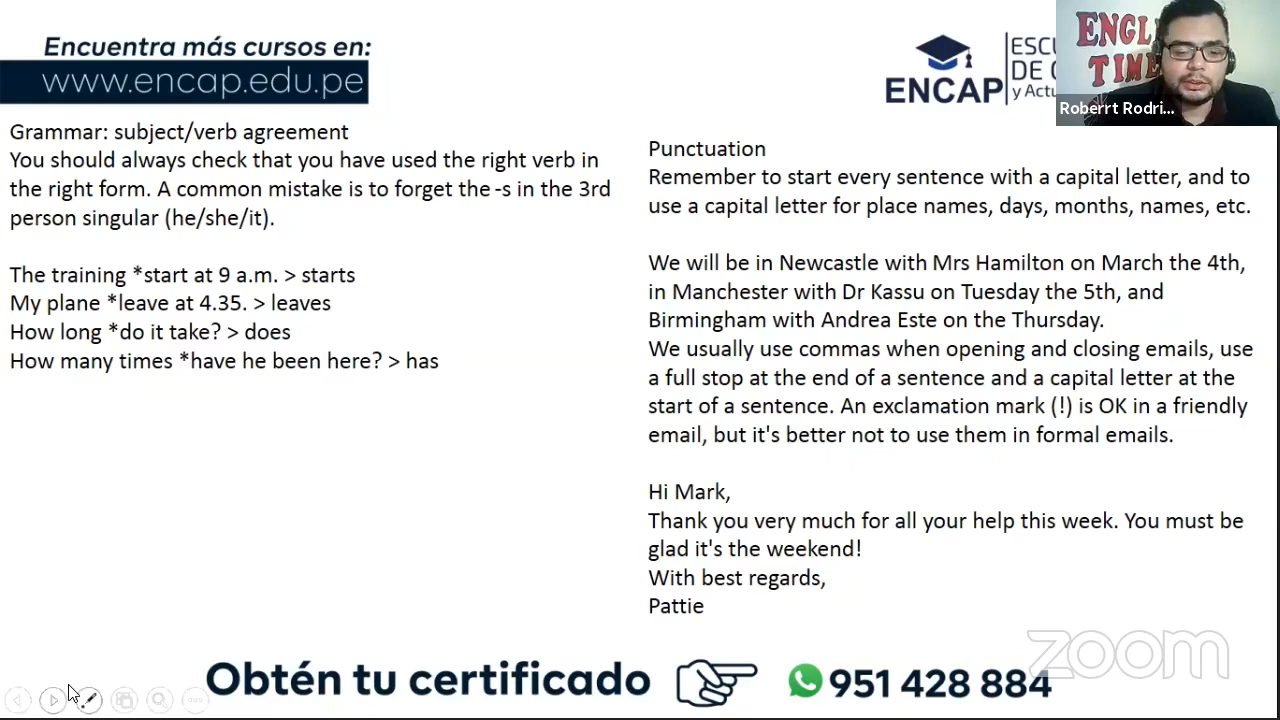 Encuentra más cursos en:
www.encap.edu.pe
ENCAP
DE
y Actu
ENGL
TIME
Roberrt Rodri...
Grammar: subject/verb agreement
You should always check that you have used the right verb in
the right form. A common mistake is to forget the -s in the 3rd
person singular (he/she/it).
The training *start at 9 a.m. > starts
My plane *leave at 4.35. > leaves
How long *do it take? > does
How many times *have he been here? > has
Punctuation
Remember to start every sentence with a capital letter, and to
use a capital letter for place names, days, months, names, etc.
We will be in Newcastle with Mrs Hamilton on March the 4th,
in Manchester with Dr Kassu on Tuesday the 5th, and
Birmingham with Andrea Este on the Thursday.
We usually use commas when opening and closing emails, use
a full stop at the end of a sentence and a capital letter at the
start of a sentence. An exclamation mark (!) is OK in a friendly
email, but it's better not to use them in formal emails.
Hi Mark,
Thank you very much for all your help this week. You must be
glad it's the weekend!
With best regards,
Pattie
zoom
Obtén tu certificado
951 428 884